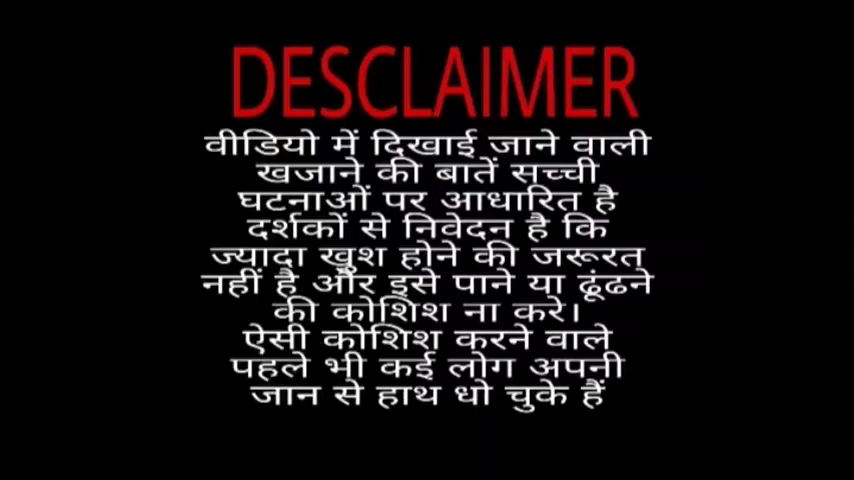 DESCLAIMER
वीडियो में दिखाई जाने वाली
खजाने की बातें सच्ची
घटनाओं पर आधारित है
दर्शकों से निवेदन है कि
ज्यादा खुश होने की जरूरत
नहीं है और इसे पाने या ढूंढने
की कोशिश ना करे।
ऐसी कोशिश करने वाले
पहले भी कई लोग अपनी
जान से हाथ धो चुके हैं